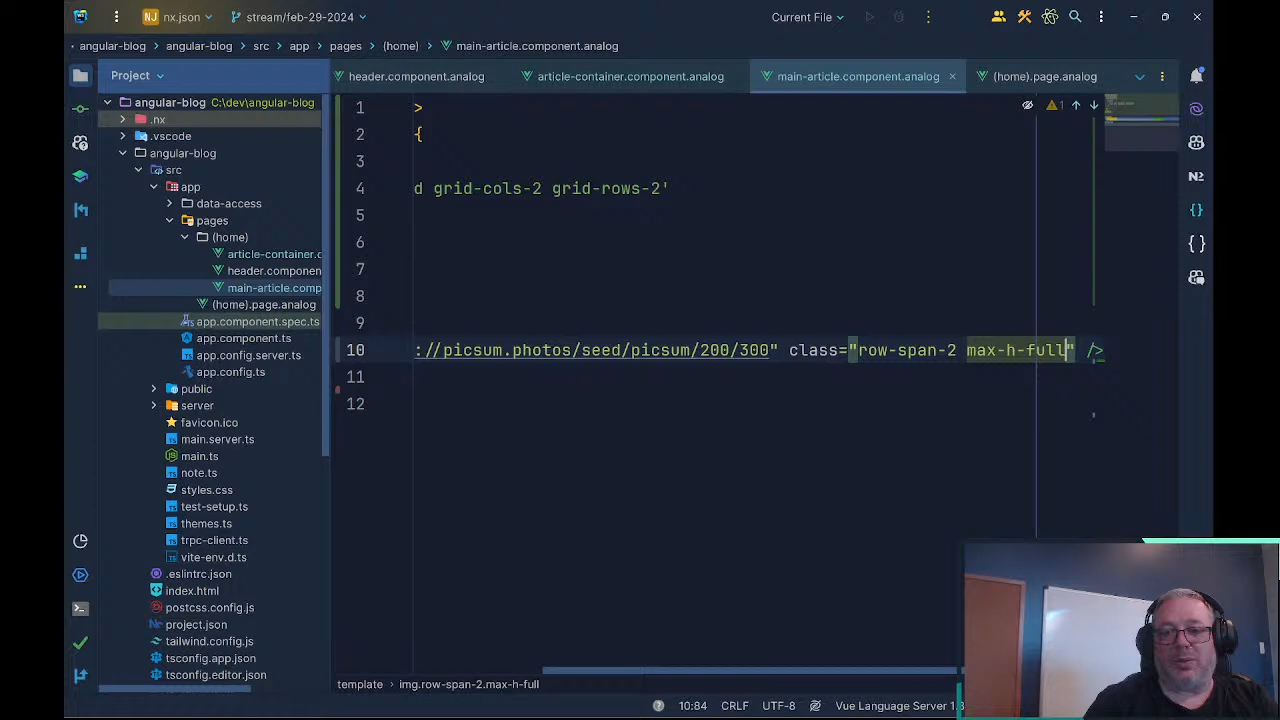 nx.json
stream/feb-29-2024
Current File
angular-blog
angular-blog
src
app
pages
(home)
main-article.component.analog
Project
header.component.analog
article-container.component.analog
main-article.component.analog
(home).page.analog
angular-blog C:\dev\angular-blog
.nx
.vscode
angular-blog
src
app
data-access
pages
(home)
article-container.c
header.componen
main-article.comp
(home).page.analog
app.component.spec.ts
app.component.ts
app.config.server.ts
app.config.ts
public
server
favicon.ico
main.server.ts
main.ts
note.ts
styles.css
test-setup.ts
themes.ts
trpc-client.ts
vite-env.d.ts
.eslintrc.json
index.html
postcss.config.js
project.json
tailwind.config.js
tsconfig.app.json
tsconfig.editor.json
1 >
2 {
3
4 d grid-cols-2 grid-rows-2'
5
6
7
8
9
10 ://picsum.photos/seed/picsum/200/300" class="row-span-2 max-h-full" />
11
12
1
N2
template
img.row-span-2.max-h-full
10:84
CRLF
UTF-8
Vue Language Server 1.8